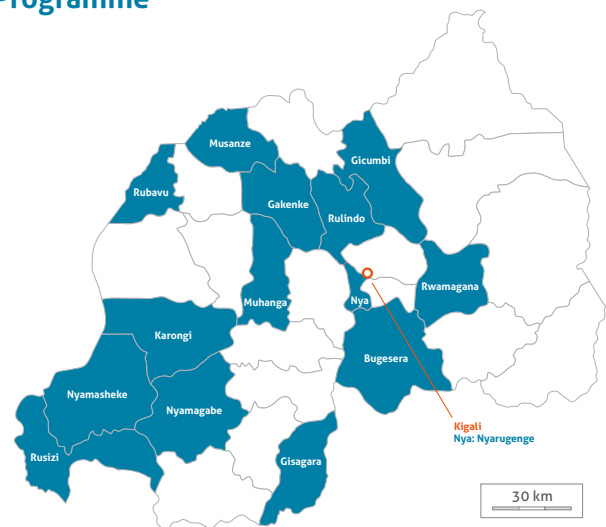 Programme
Musanze
Gicumbi
Rubavu
Gakenke
Rulindo
Rwamagana
Muhanga
Nya
Karongi
Bugesera
Nyamasheke
Nyamagabe
Kigali
Nya: Nyarugenge
Rusizi
Gisagara
30 km